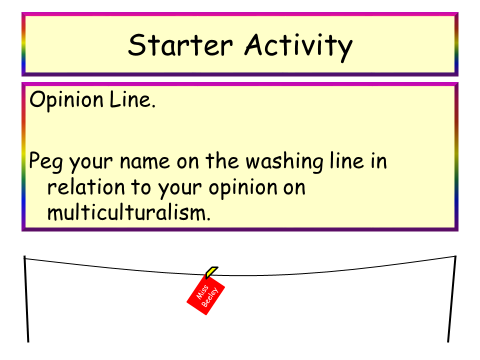 Starter Activity
Opinion Line.
Peg your name on the washing line in
relation to your opinion on
multiculturalism.
Miss
Beeley